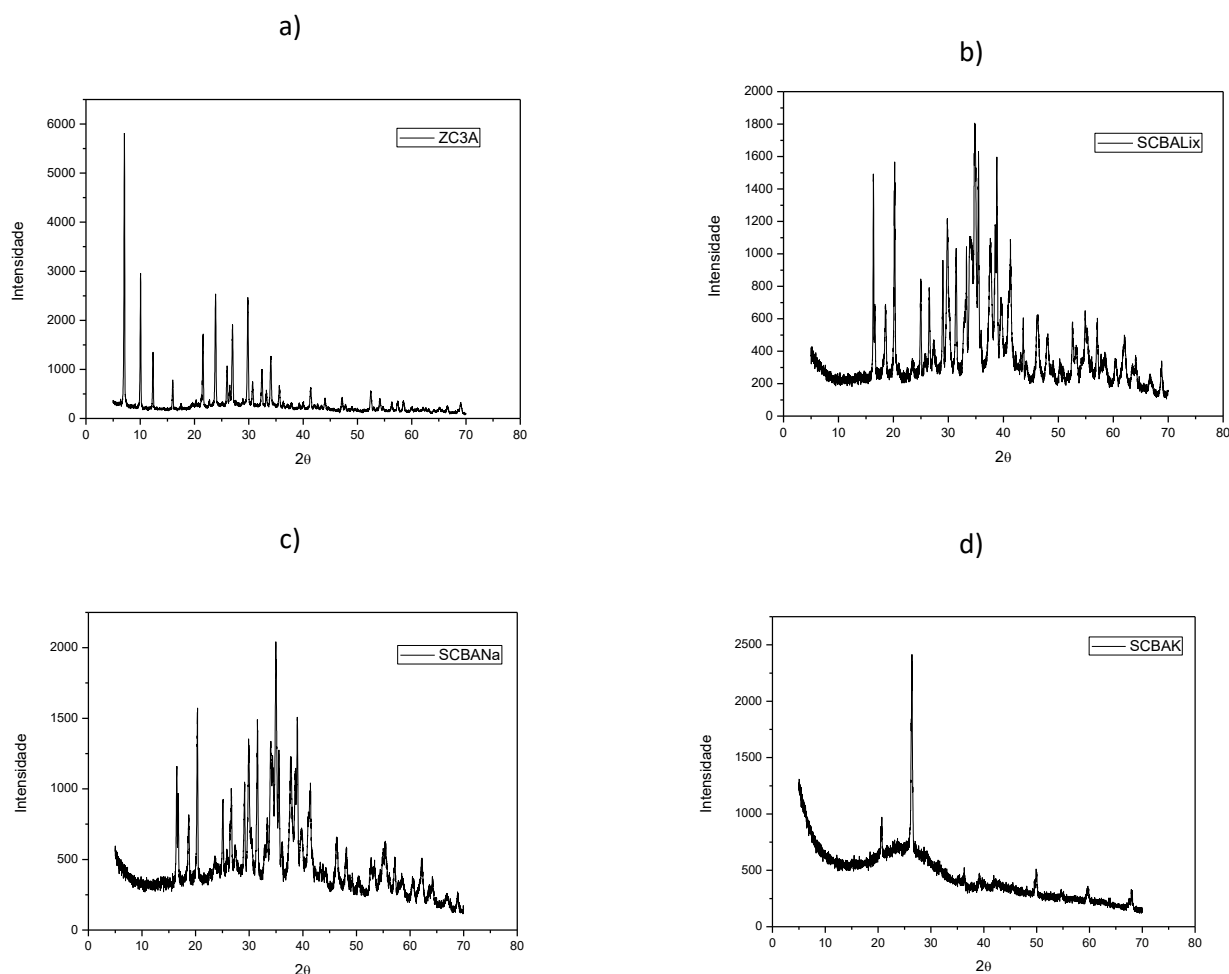 a)
ZC3A
Intensidade
6000
5000
4000
3000
2000
1000
0
0 10 20 30 40 50 60 70 80
2θ
b)
SCBALix
Intensidade
2000
1800
1600
1400
1200
1000
800
600
400
200
0
0 10 20 30 40 50 60 70 80
2θ
c)
SCBANa
Intensidade
2000
1500
1000
500
0
0 10 20 30 40 50 60 70 80
2θ
d)
SCBAK
Intensidade
2500
2000
1500
1000
500
0
0 10 20 30 40 50 60 70 80
2θ